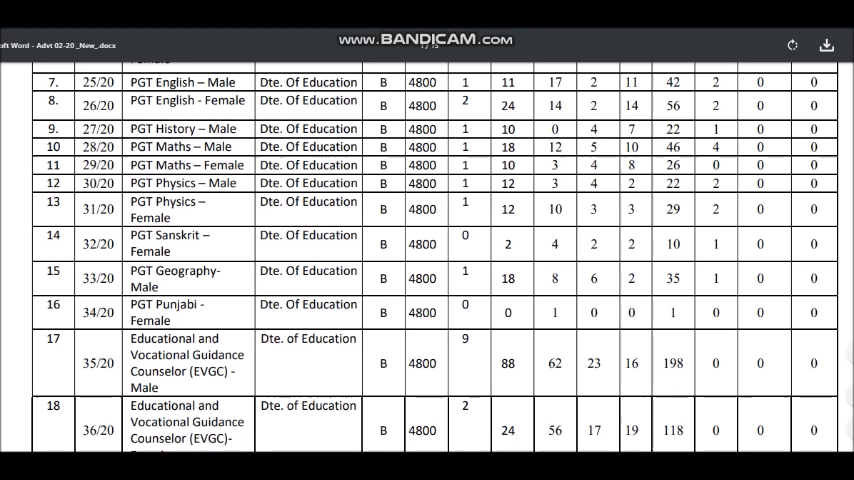 www.BANDICAM.com
oft Word - Advt 02-20 _New_.docx
7. 25/20 PGT English – Male Dte. Of Education B 4800 1 11 17 2 11 42 2 0 0
8. 26/20 PGT English - Female Dte. Of Education B 4800 2 24 14 2 14 56 2 0 0
9. 27/20 PGT History – Male Dte. Of Education B 4800 1 10 0 4 7 22 1 0 0
10 28/20 PGT Maths – Male Dte. Of Education B 4800 1 18 12 5 10 46 4 0 0
11 29/20 PGT Maths – Female Dte. Of Education B 4800 1 10 3 4 8 26 0 0 0
12 30/20 PGT Physics – Male Dte. Of Education B 4800 1 12 3 4 2 22 2 0 0
13 31/20 PGT Physics –
Female Dte. Of Education B 4800 1 12 10 3 3 29 2 0 0
14 32/20 PGT Sanskrit –
Female Dte. Of Education B 4800 0 2 4 2 2 10 1 0 0
15 33/20 PGT Geography-
Male Dte. Of Education B 4800 1 18 8 6 2 35 1 0 0
16 34/20 PGT Punjabi -
Female Dte. Of Education B 4800 0 0 1 0 0 1 0 0 0
17 35/20 Educational and
Vocational Guidance
Counselor (EVGC) -
Male Dte. of Education B 4800 9 88 62 23 16 198 0 0 0
18 36/20 Educational and
Vocational Guidance
Counselor (EVGC)- Dte. of Education B 4800 2 24 56 17 19 118 0 0 0